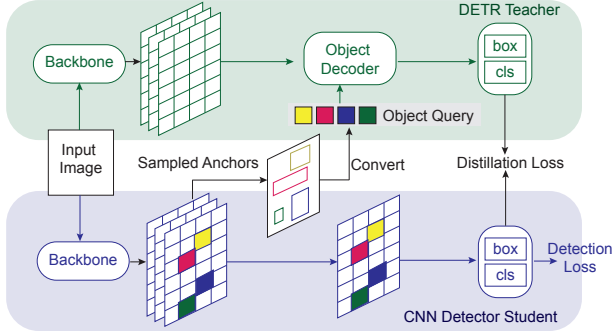 DETR Teacher
Backbone
Object
Decoder
box
cls
Object Query
Input
Image
Sampled Anchors
Convert
Distillation Loss
Backbone
box
cls
Detection
Loss
CNN Detector Student